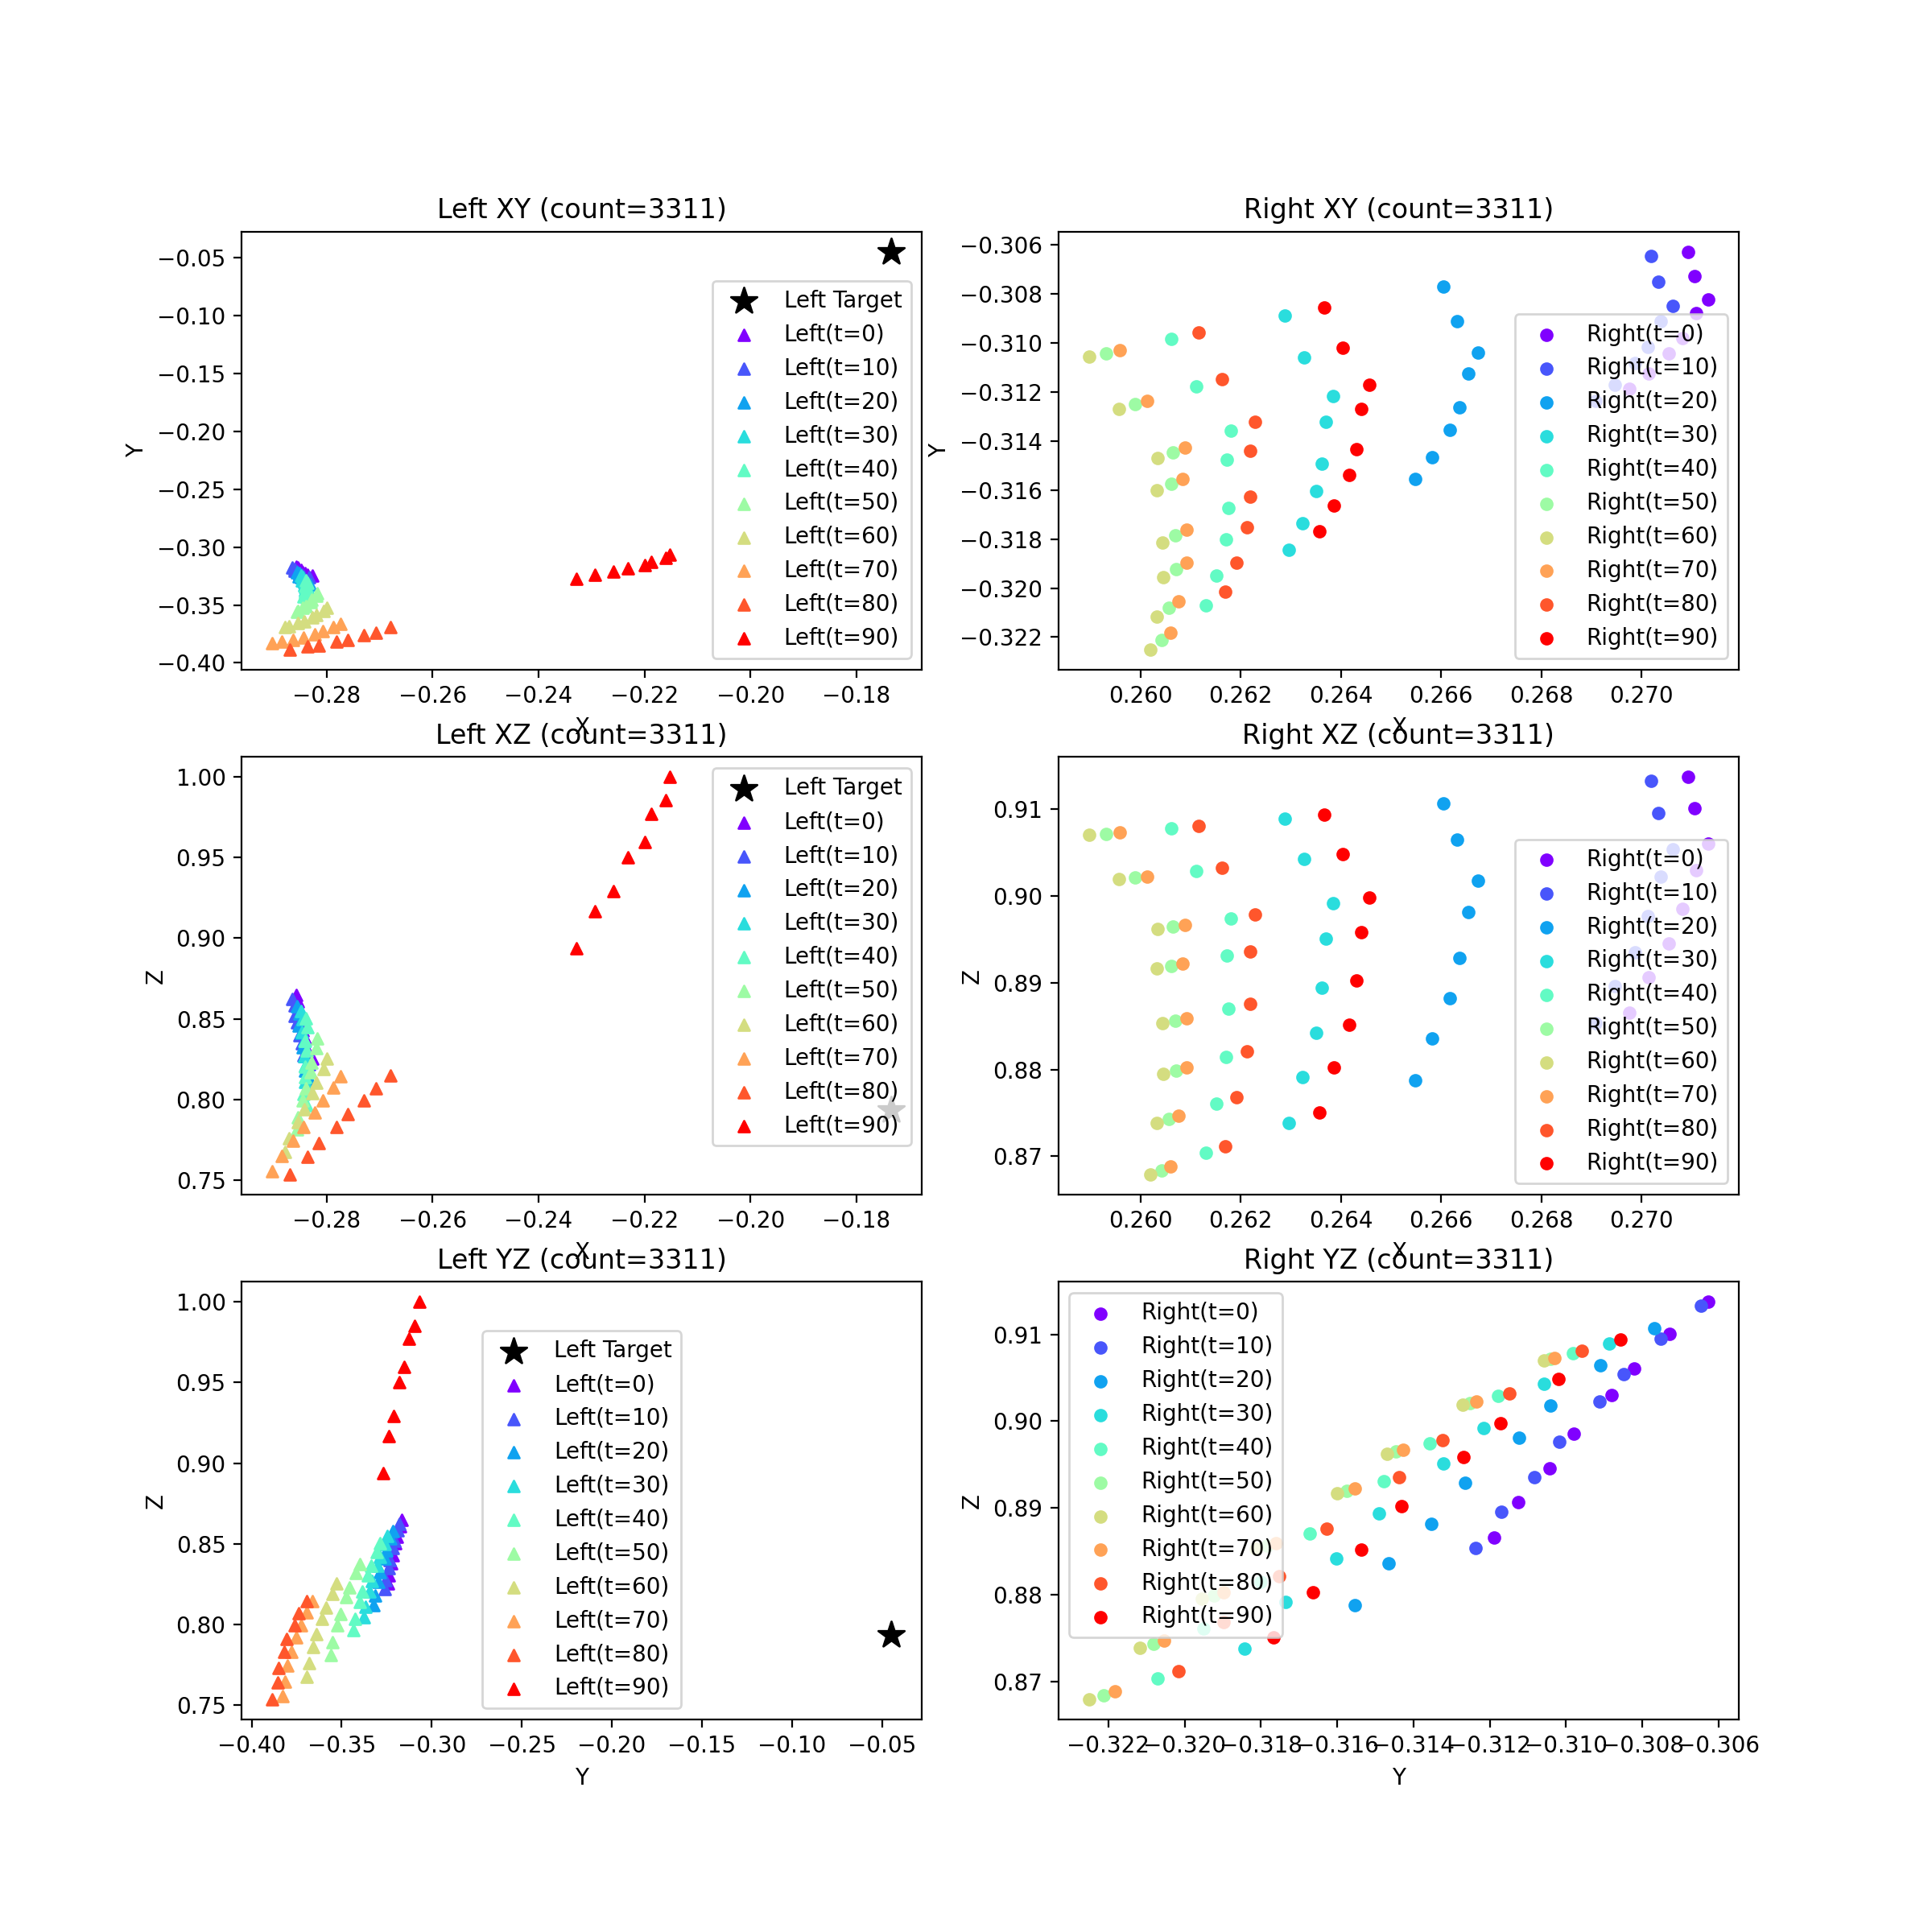 Left XY (count=3311)
Y
−0.05
−0.10
−0.15
−0.20
−0.25
−0.30
−0.35
−0.40
Left Target
Left(t=0)
Left(t=10)
Left(t=20)
Left(t=30)
Left(t=40)
Left(t=50)
Left(t=60)
Left(t=70)
Left(t=80)
Left(t=90)
−0.28 −0.26 −0.24 −0.22 −0.20 −0.18
X
Right XY (count=3311)
Y
−0.306
−0.308
−0.310
−0.312
−0.314
−0.316
−0.318
−0.320
−0.322
Right(t=0)
Right(t=10)
Right(t=20)
Right(t=30)
Right(t=40)
Right(t=50)
Right(t=60)
Right(t=70)
Right(t=80)
Right(t=90)
0.260 0.262 0.264 0.266 0.268 0.270
X
Left XZ (count=3311)
Z
1.00
0.95
0.90
0.85
0.80
0.75
Left Target
Left(t=0)
Left(t=10)
Left(t=20)
Left(t=30)
Left(t=40)
Left(t=50)
Left(t=60)
Left(t=70)
Left(t=80)
Left(t=90)
−0.28 −0.26 −0.24 −0.22 −0.20 −0.18
X
Right XZ (count=3311)
Z
0.91
0.90
0.89
0.88
0.87
Right(t=0)
Right(t=10)
Right(t=20)
Right(t=30)
Right(t=40)
Right(t=50)
Right(t=60)
Right(t=70)
Right(t=80)
Right(t=90)
0.260 0.262 0.264 0.266 0.268 0.270
X
Left YZ (count=3311)
Z
1.00
0.95
0.90
0.85
0.80
0.75
Left Target
Left(t=0)
Left(t=10)
Left(t=20)
Left(t=30)
Left(t=40)
Left(t=50)
Left(t=60)
Left(t=70)
Left(t=80)
Left(t=90)
−0.40 −0.35 −0.30 −0.25 −0.20 −0.15 −0.10 −0.05
Y
Right YZ (count=3311)
Z
0.91
0.90
0.89
0.88
0.87
Right(t=0)
Right(t=10)
Right(t=20)
Right(t=30)
Right(t=40)
Right(t=50)
Right(t=60)
Right(t=70)
Right(t=80)
Right(t=90)
−0.322 −0.320 −0.318 −0.316 −0.314 −0.312 −0.310 −0.308 −0.306
Y